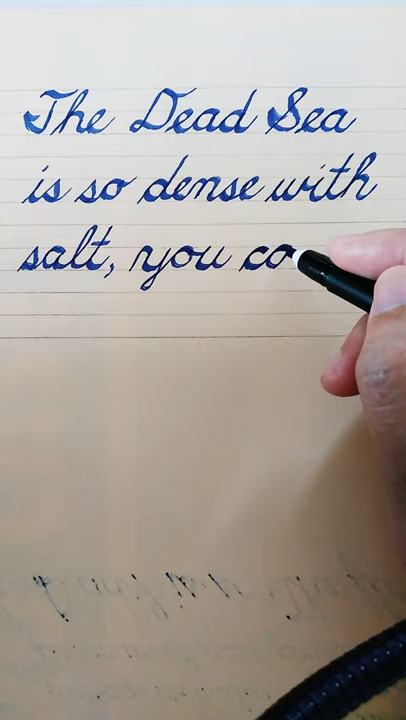 The Dead Sea
is so dense with
salt, you co